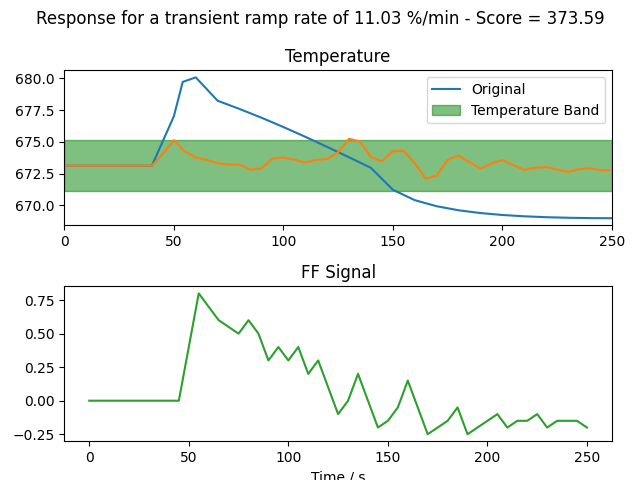 Response for a transient ramp rate of 11.03 %/min - Score = 373.59
Temperature
680.0
677.5
675.0
672.5
670.0
Original
Temperature Band
0 50 100 150 200 250
FF Signal
0.75
0.50
0.25
0.00
−0.25
0 50 100 150 200 250
Time / s